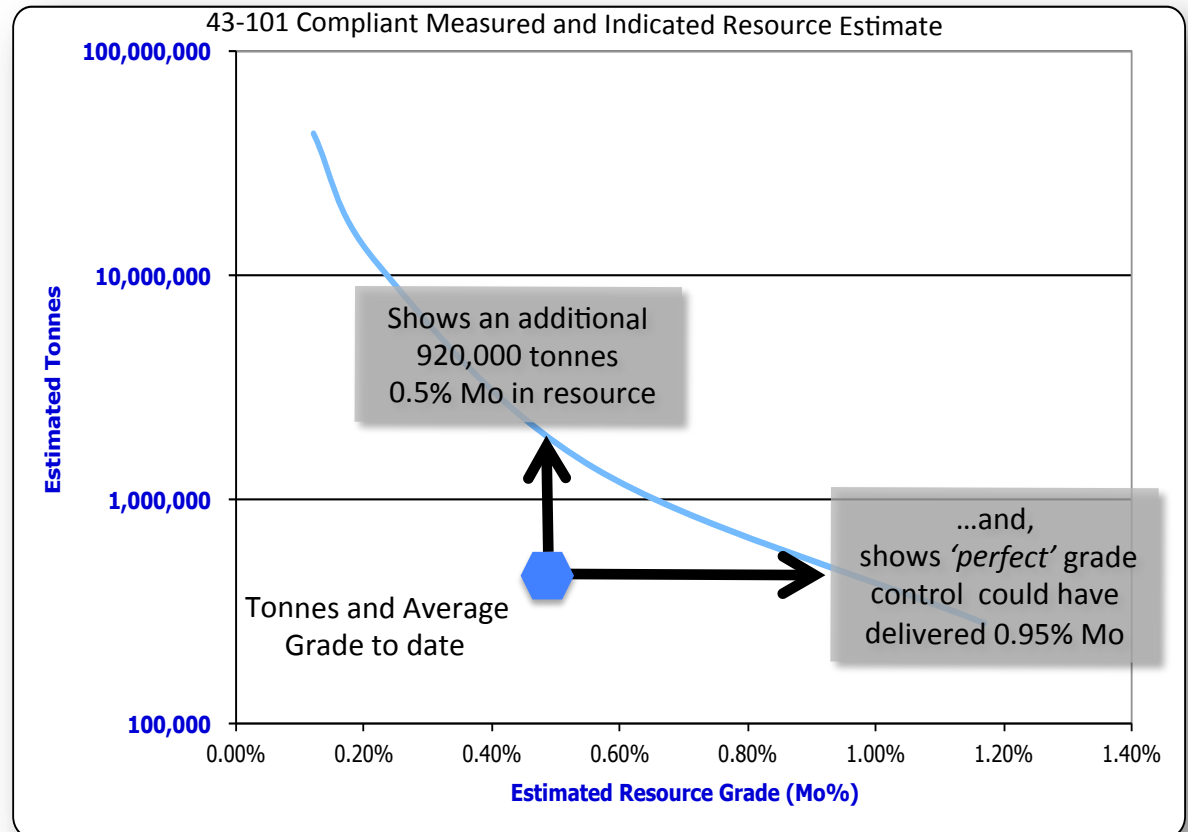 43-101 Compliant Measured and Indicated Resource Estimate
100,000,000
10,000,000
1,000,000
100,000
Estimated Tonnes
Shows an additional
920,000 tonnes
0.5% Mo in resource
...and,
shows ‘perfect’ grade
control could have
delivered 0.95% Mo
Tonnes and Average
Grade to date
0.00% 0.20% 0.40% 0.60% 0.80% 1.00% 1.20% 1.40%
Estimated Resource Grade (Mo%)